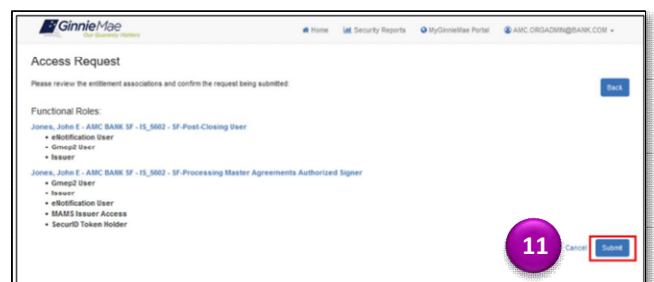 GinnieMae
Our Guaranty Matters
Home Security Reports MyGinnieMae Portal AMC.ORGADMN@BANK.COM
Access Request
Please review the entitlement associations and confirm the request being submitted:
Back
Functional Roles:
Jones, John E - AMC BANK SF - IS_5602 - SF-Post-Closing User
• eNotification User
• Gmep2 User
• Issuer
Jones, John E - AMC BANK SF - IS_5602 - SF-Processing Master Agreements Authorized Signer
• Gmep2 User
• Issuer
• eNotification User
• MAMS Issuer Access
• SecurID Token Holder
11 Cancel Submit